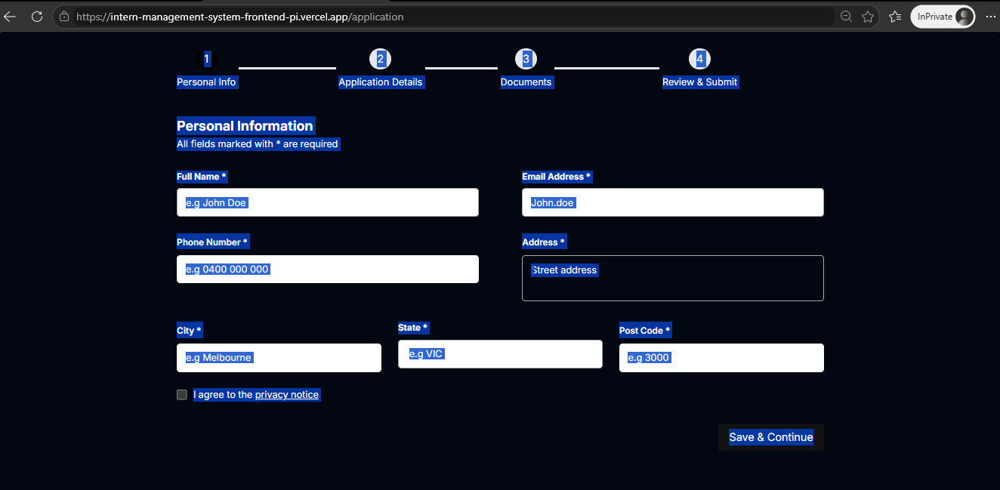 https://intern-management-system-frontend-pi.vercel.app/application
InPrivate
1
2
3
4
Personal Info
Application Details
Documents
Review & Submit
Personal Information
All fields marked with * are required
Full Name *
Email Address *
e.g John Doe
John.doe
Phone Number *
Address *
e.g 0400 000 000
Street address
City *
State *
Post Code *
e.g Melbourne
e.g VIC
e.g 3000
I agree to the privacy notice
Save & Continue